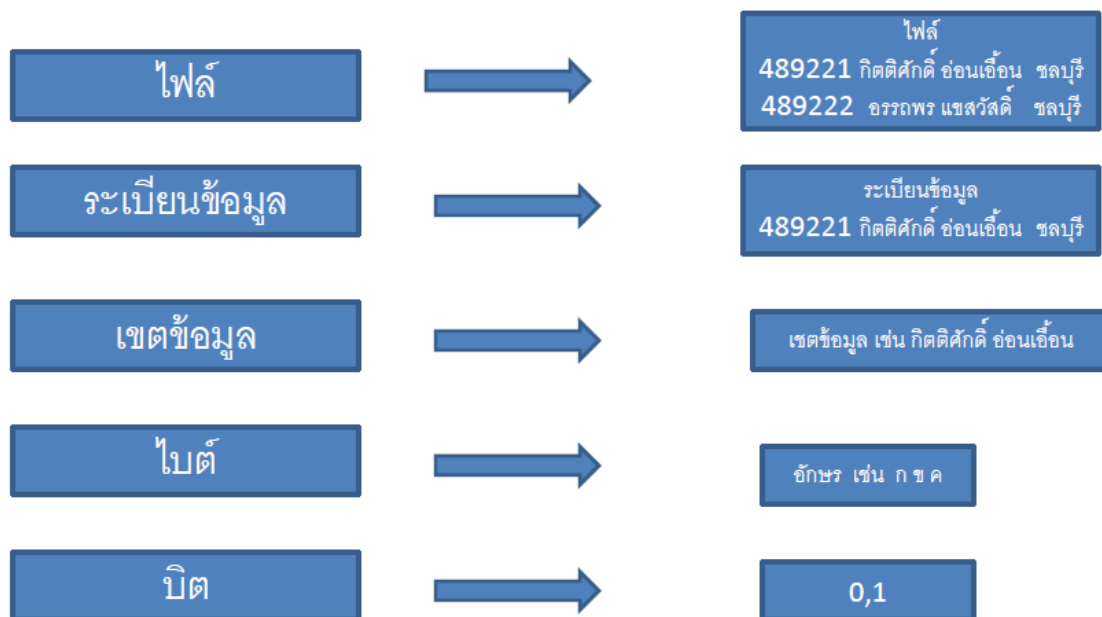 ไฟล์
ไฟล์
489221 กิตติศักดิ์ อ่อนเอื้อน ชลบุรี
489222 อรรถพร แขสวัสดิ์ ชลบุรี
ระเบียนข้อมูล
ระเบียนข้อมูล
489221 กิตติศักดิ์ อ่อนเอื้อน ชลบุรี
เขตข้อมูล
เขตข้อมูล เช่น กิตติศักดิ์ อ่อนเอื้อน
ไบต์
อักษร เช่น ก ข ค
บิต
0,1